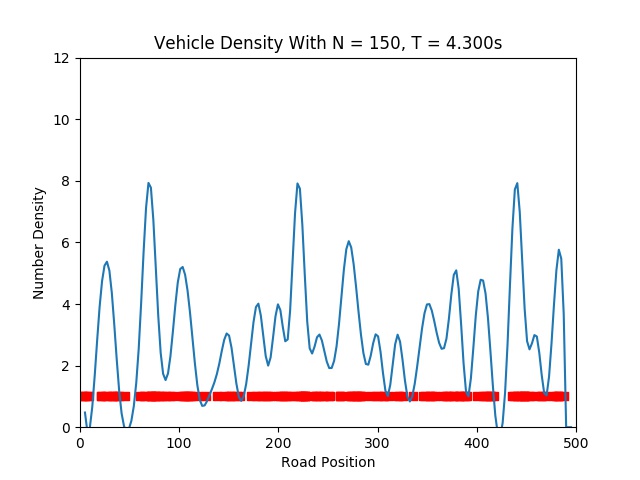 Vehicle Density With N = 150, T = 4.300s
12
10
8
6
4
2
0
Number Density
0 100 200 300 400 500
Road Position